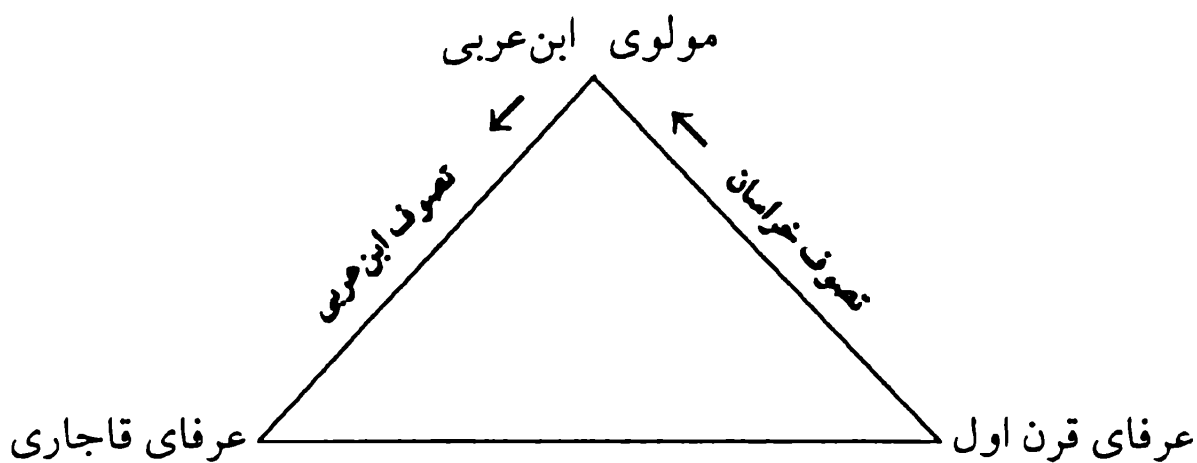 مولوی ابن‌عربی
تصوف خراسان
تصوف ابن‌عربی
عرفای قرن اول
عرفای قاجاری